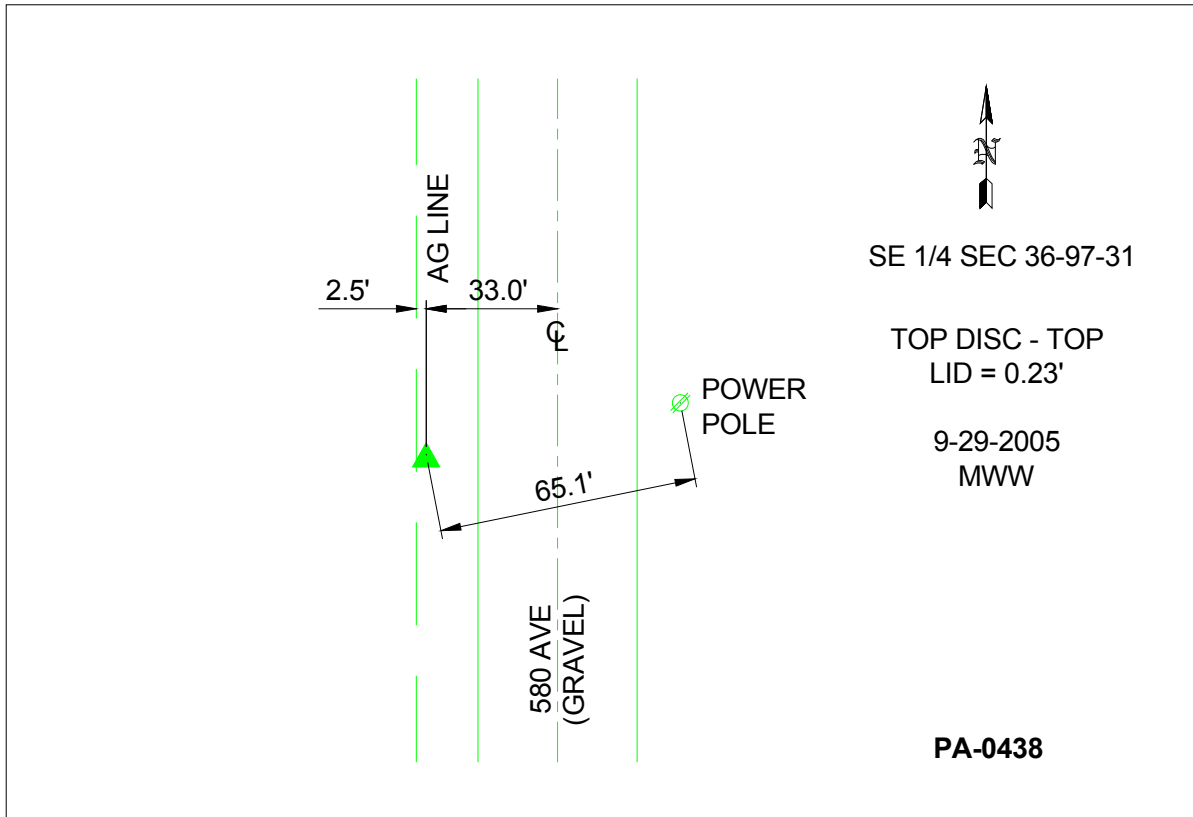 N
SE 1/4 SEC 36-97-31
AG LINE
2.5'
33.0'
CL
TOP DISC - TOP
LID = 0.23'
POWER
POLE
9-29-2005
MWW
65.1'
580 AVE
(GRAVEL)
PA-0438